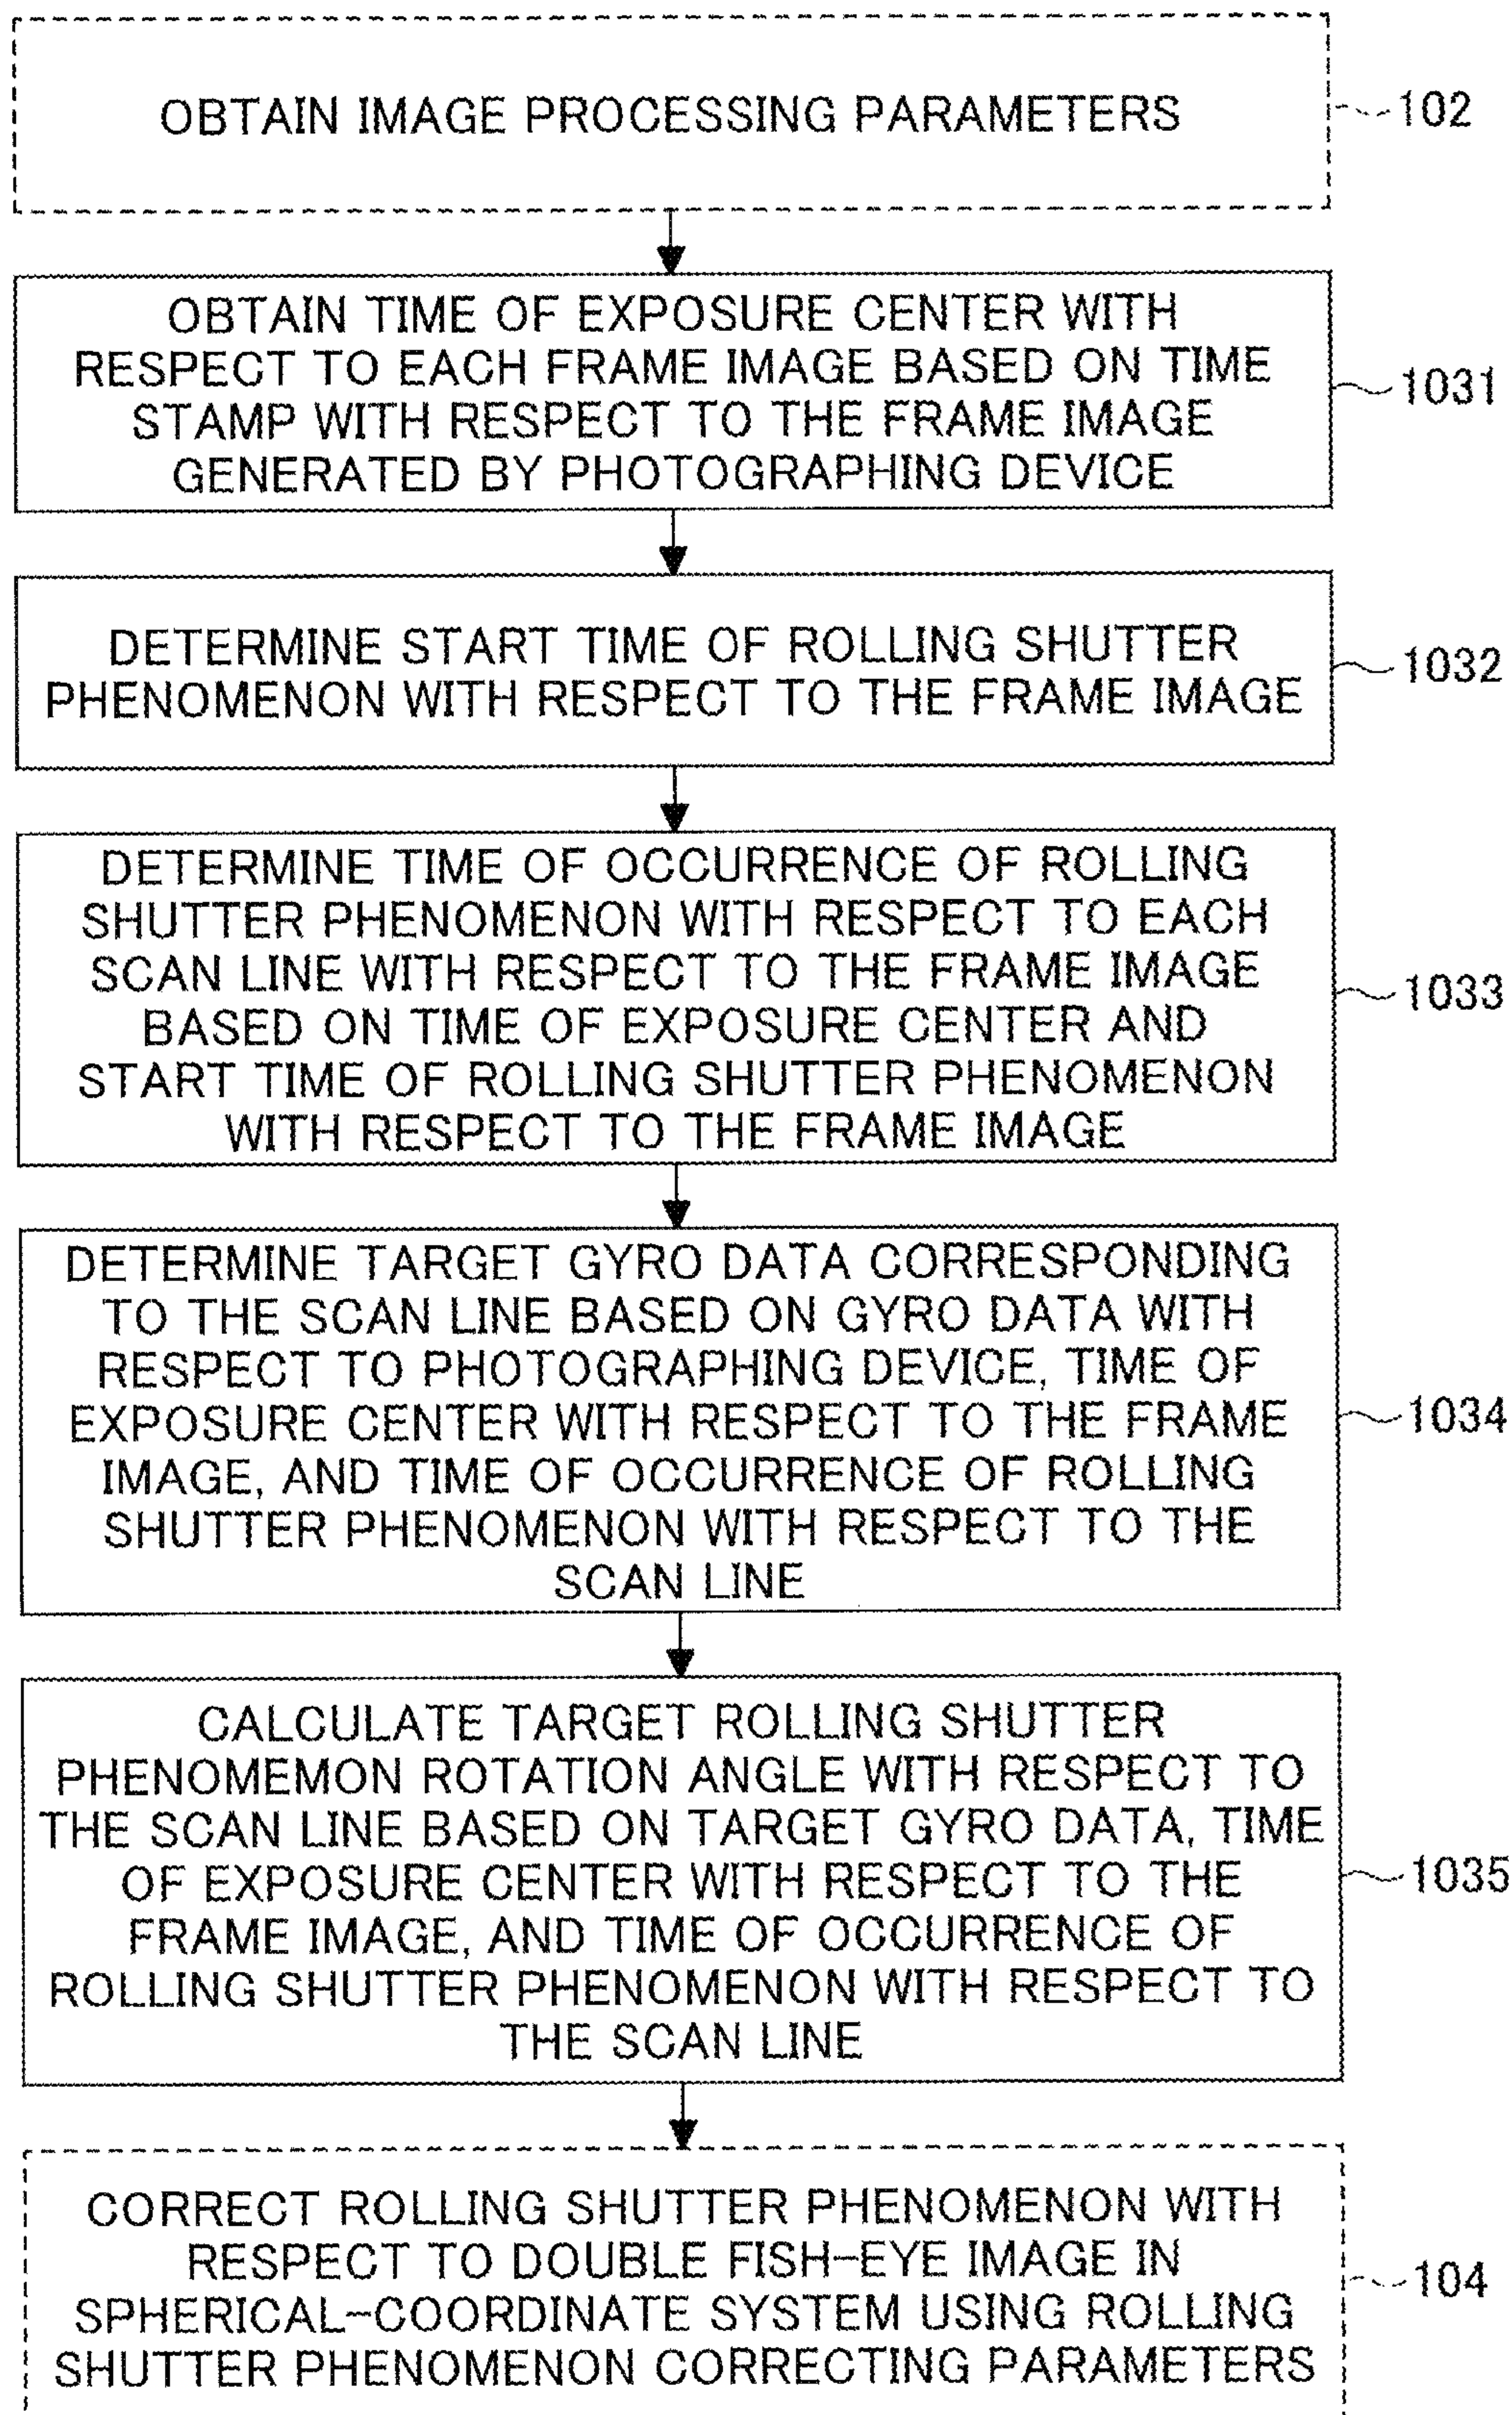 OBTAIN IMAGE PROCESSING PARAMETERS
102
OBTAIN TIME OF EXPOSURE CENTER WITH
RESPECT TO EACH FRAME IMAGE BASED ON TIME
STAMP WITH RESPECT TO THE FRAME IMAGE
GENERATED BY PHOTOGRAPHING DEVICE
1031
DETERMINE START TIME OF ROLLING SHUTTER
PHENOMENON WITH RESPECT TO THE FRAME IMAGE
1032
DETERMINE TIME OF OCCURRENCE OF ROLLING
SHUTTER PHENOMENON WITH RESPECT TO EACH
SCAN LINE WITH RESPECT TO THE FRAME IMAGE
BASED ON TIME OF EXPOSURE CENTER AND
START TIME OF ROLLING SHUTTER PHENOMENON
WITH RESPECT TO THE FRAME IMAGE
1033
DETERMINE TARGET GYRO DATA CORRESPONDING
TO THE SCAN LINE BASED ON GYRO DATA WITH
RESPECT TO PHOTOGRAPHING DEVICE, TIME OF
EXPOSURE CENTER WITH RESPECT TO THE FRAME
IMAGE, AND TIME OF OCCURRENCE OF ROLLING
SHUTTER PHENOMENON WITH RESPECT TO THE
SCAN LINE
1034
CALCULATE TARGET ROLLING SHUTTER
PHENOMEMON ROTATION ANGLE WITH RESPECT TO
THE SCAN LINE BASED ON TARGET GYRO DATA, TIME
OF EXPOSURE CENTER WITH RESPECT TO THE
FRAME IMAGE, AND TIME OF OCCURRENCE OF
ROLLING SHUTTER PHENOMENON WITH RESPECT TO
THE SCAN LINE
1035
CORRECT ROLLING SHUTTER PHENOMENON WITH
RESPECT TO DOUBLE FISH-EYE IMAGE IN
SPHERICAL-COORDINATE SYSTEM USING ROLLING
SHUTTER PHENOMENON CORRECTING PARAMETERS
104